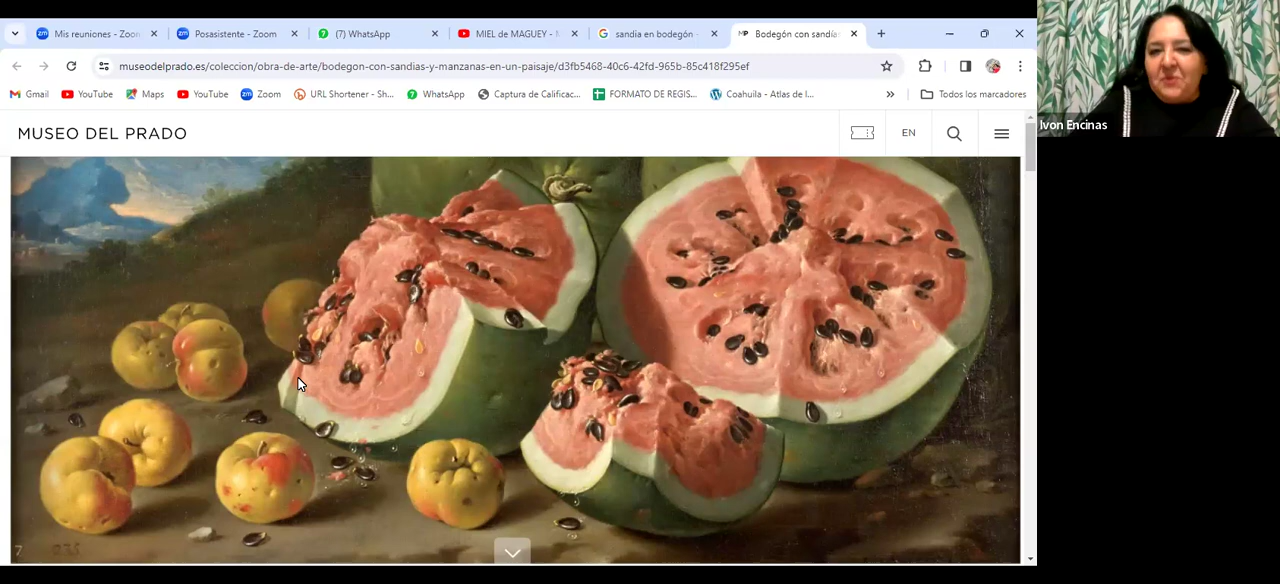 Mis reuniones - Zoom
Posasistente - Zoom
(7) WhatsApp
MIEL de MAGUEY - M
sandia en bodegón -
Bodegón con sandías
museodelprado.es/coleccion/obra-de-arte/bodegon-con-sandias-y-manzanas-en-un-paisaje/d3fb5468-40c6-42fd-965b-85c418f295ef
Gmail
YouTube
Maps
YouTube
Zoom
URL Shortener - Sh...
WhatsApp
Captura de Calificac...
FORMATO DE REGIS...
Coahuila - Atlas de l...
Todos los marcadores
MUSEO DEL PRADO
EN
Ivon Encinas